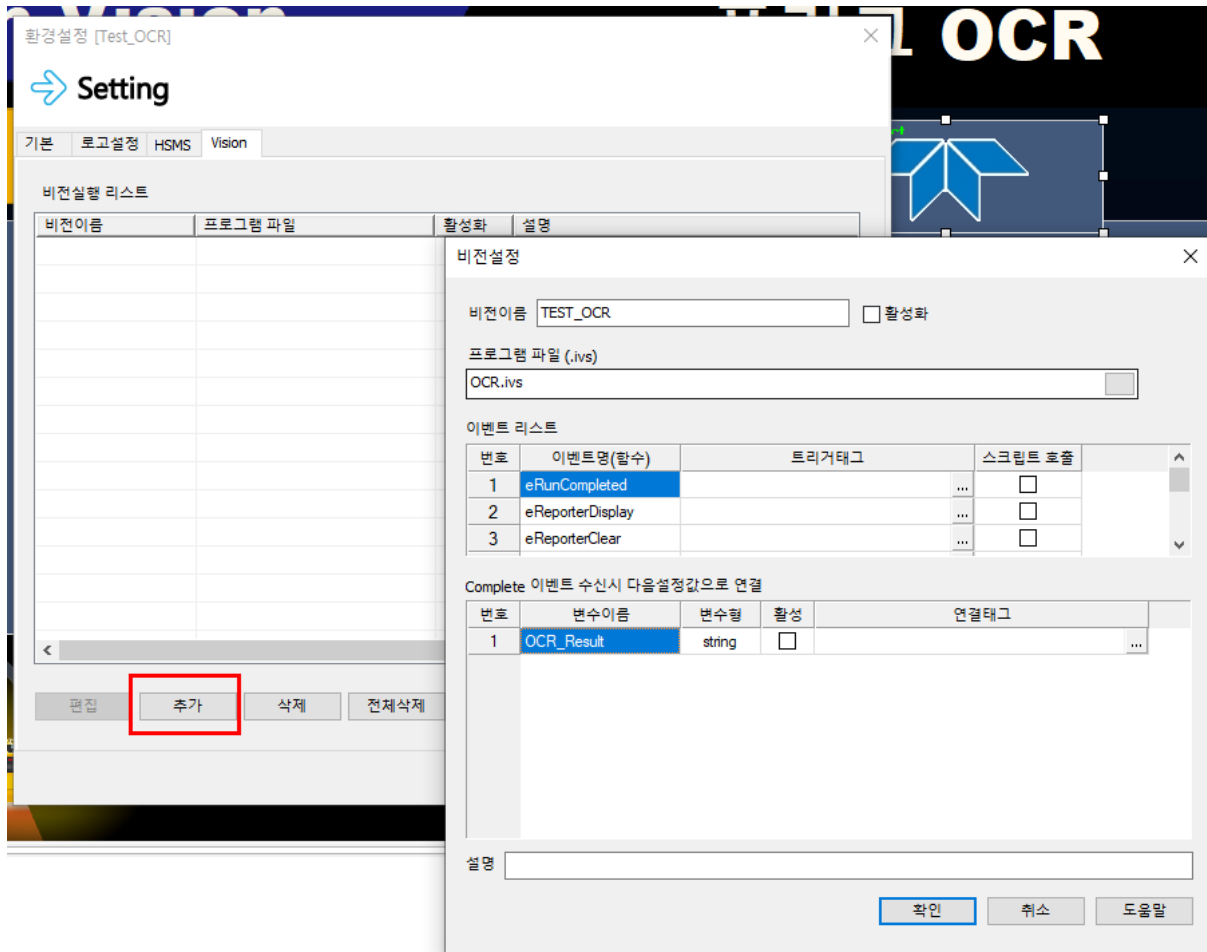 OCR
환경설정 [Test_OCR]
Setting
기본 로고설정 HSMS Vision
비전실행 리스트
비전이름 프로그램 파일 활성화 설명
편집 추가 삭제 전체삭제
비전설정
비전이름 TEST_OCR 활성화
프로그램 파일 (.ivs)
OCR.ivs
이벤트 리스트
번호 이벤트명(함수) 트리거태그 스크립트 호출
1 eRunCompleted ...
2 eReporterDisplay ...
3 eReporterClear ...
Complete 이벤트 수신시 다음설정값으로 연결
번호 변수이름 변수형 활성 연결태그
1 OCR_Result string ...
설명
확인 취소 도움말